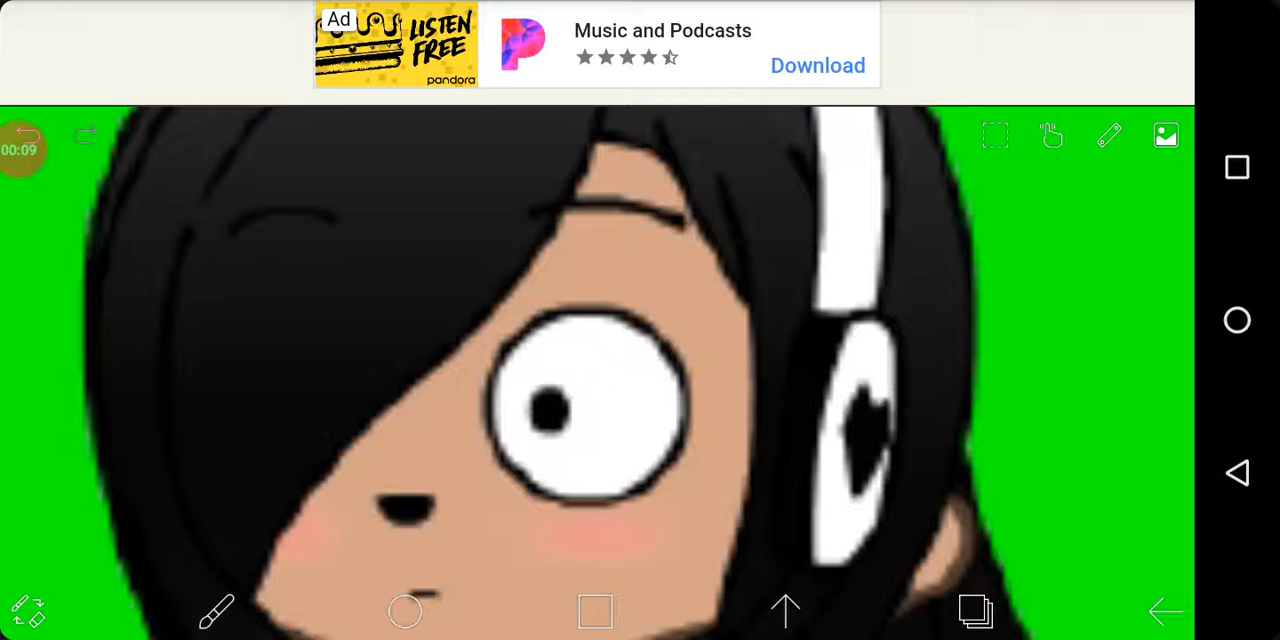 Ad
LISTEN
FREE
pandora
Music and Podcasts
Download
00:09